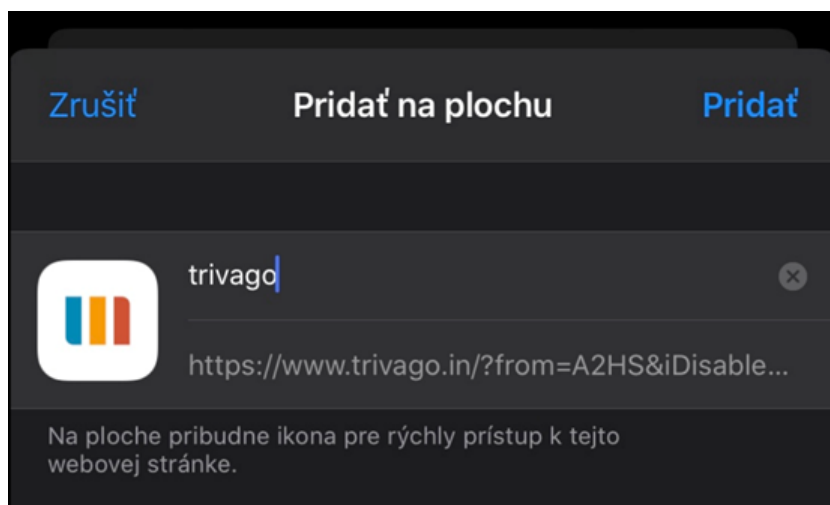 Zrušiť
Pridať na plochu
Pridať
trivago
https://www.trivago.in/?from=A2HS&iDisable...
Na ploche pribudne ikona pre rýchly prístup k tejto
webovej stránke.